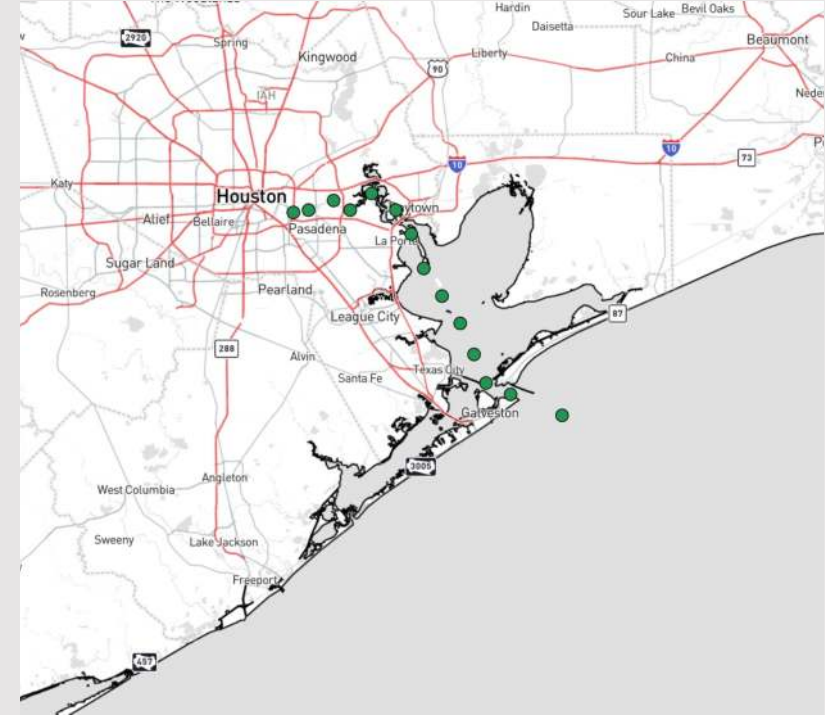 Hardin
Sour Lake
Bevil Oaks
Daisetta
2920
Spring
Kingwood
Liberty
China
Beaumont
90
IAH
10
10
73
Katy
Houston
Alief
Bellaire
Pasadena
La Porte
Sugar Land
Rosenberg
Pearland
League City
87
288
Alvin
Santa Fe
Texas City
Galveston
3005
Angleton
West Columbia
Sweeny
Lake Jackson
Freeport
457